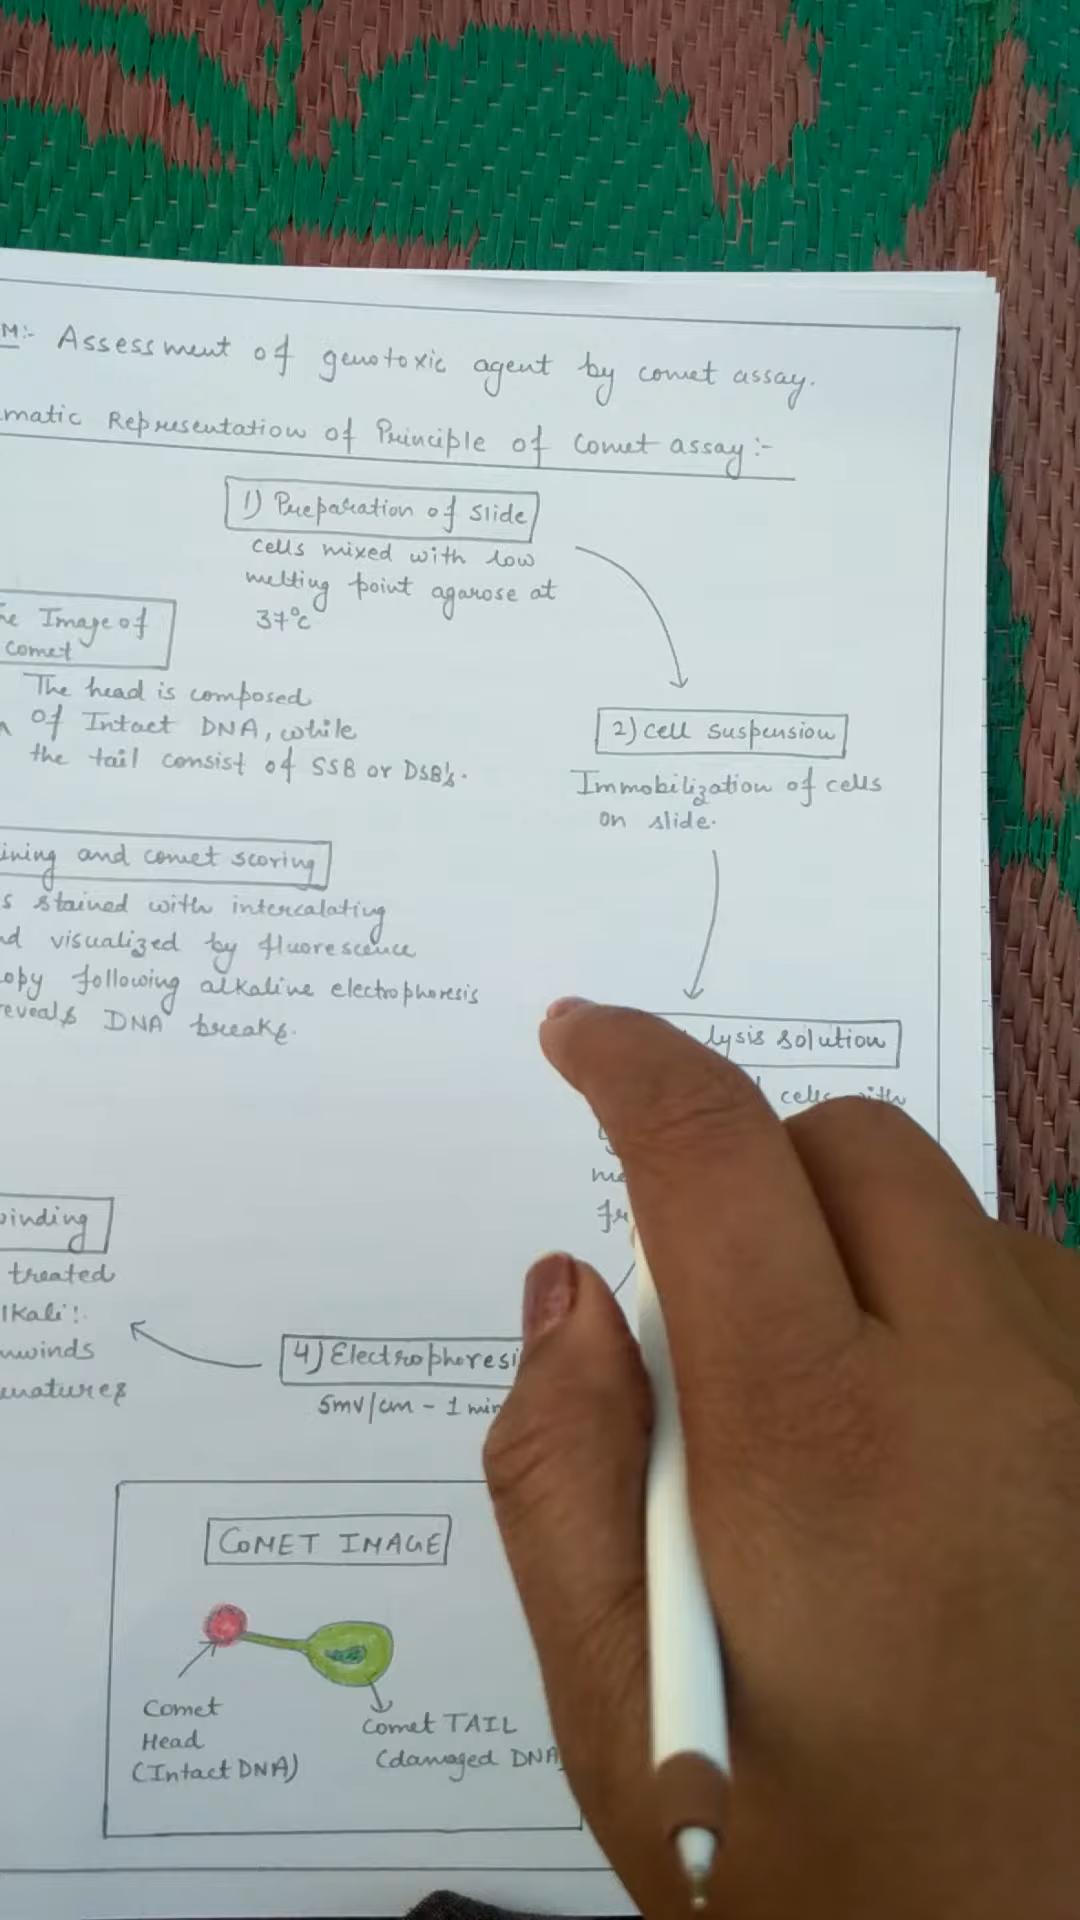 M:- Assessment of genotoxic agent by comet assay.
matic Representation of Principle of Comet assay:-
1) Preparation of slide
cells mixed with low
melting point agarose at
37°c
Image of
comet
The head is composed
of Intact DNA, while
the tail consist of SSB or DSB's.
2) cell suspension
Immobilization of cells
on slide.
ining and comet scoring
s stained with intercalating
nd visualized by fluorescence
opy following alkaline electrophoresis
reveals DNA breaks.
lysis solution
cells with
inding
treated
lkali:
nwinds
enatures
4) Electrophoresi
5mv/cm - 1 min
COMET IMAGE
Comet
Head
(Intact DNA)
Comet TAIL
(damaged DNA